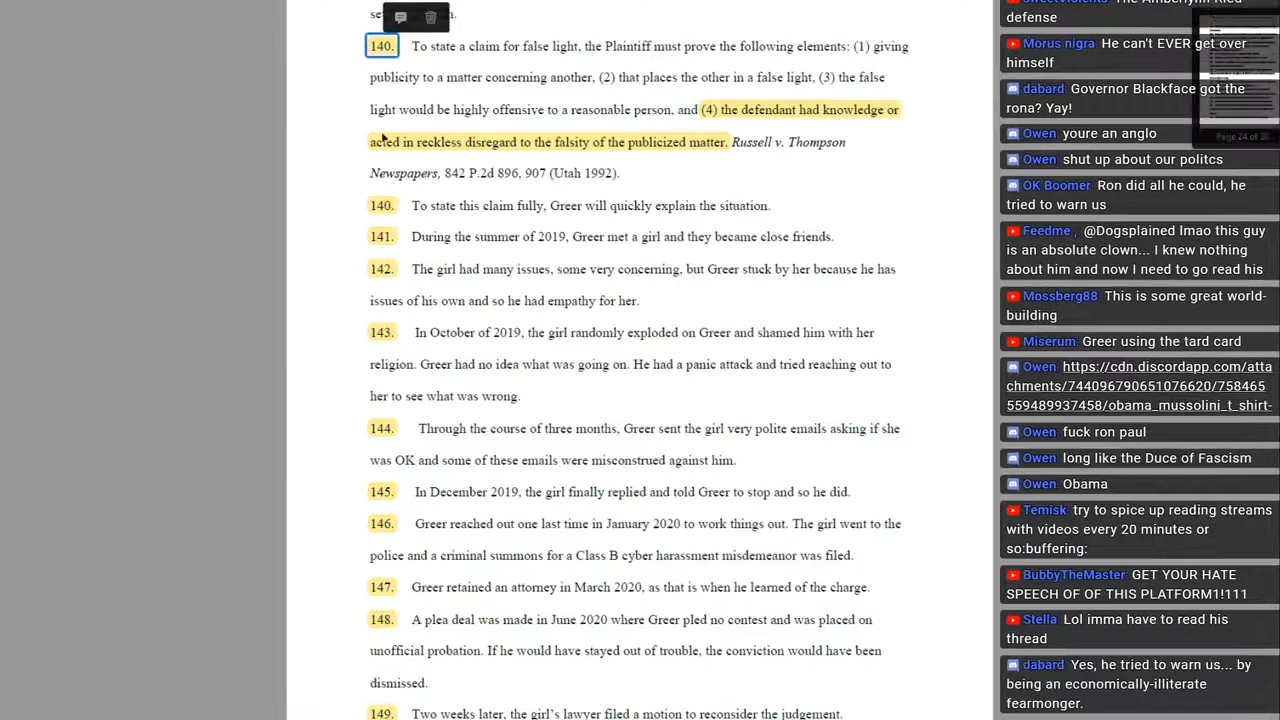 140. To state a claim for false light, the Plaintiff must prove the following elements: (1) giving
publicity to a matter concerning another, (2) that places the other in a false light, (3) the false
light would be highly offensive to a reasonable person, and (4) the defendant had knowledge or
acted in reckless disregard to the falsity of the publicized matter. Russell v. Thompson
Newspapers, 842 P.2d 896, 907 (Utah 1992).
140. To state this claim fully, Greer will quickly explain the situation.
141. During the summer of 2019, Greer met a girl and they became close friends.
142. The girl had many issues, some very concerning, but Greer stuck by her because he has
issues of his own and so he had empathy for her.
143. In October of 2019, the girl randomly exploded on Greer and shamed him with her
religion. Greer had no idea what was going on. He had a panic attack and tried reaching out to
her to see what was wrong.
144. Through the course of three months, Greer sent the girl very polite emails asking if she
was OK and some of these emails were misconstrued against him.
145. In December 2019, the girl finally replied and told Greer to stop and so he did.
146. Greer reached out one last time in January 2020 to work things out. The girl went to the
police and a criminal summons for a Class B cyber harassment misdemeanor was filed.
147. Greer retained an attorney in March 2020, as that is when he learned of the charge.
148. A plea deal was made in June 2020 where Greer pled no contest and was placed on
unofficial probation. If he would have stayed out of trouble, the conviction would have been
dismissed.
149. Two weeks later, the girl's lawyer filed a motion to reconsider the judgement.
defense
Morus nigra: He can't EVER get over
himself
dabard: Governor Blackface got the
rona? Yay!
Page 24 of
Owen: youre an anglo
Owen: shut up about our politcs
OK Boomer: Ron did all he could, he
tried to warn us
Feedme , @Dogsplained lmao this guy
is an absolute clown... I knew nothing
about him and now I need to go read his
Mossberg88: This is some great world-
building
Miserum: Greer using the tard card
Owen: https://cdn.discordapp.com/atta
chments/744096790651076620/758465
559489937458/obama_mussolini_t_shirt-
Owen: fuck ron paul
Owen: long like the Duce of Fascism
Owen: Obama
Temisk: try to spice up reading streams
with videos every 20 minutes or
so:buffering:
BubbyTheMaster: GET YOUR HATE
SPEECH OF OF THIS PLATFORM1!111
Stella: Lol imma have to read his
thread
dabard: Yes, he tried to warn us... by
being an economically-illiterate
fearmonger.